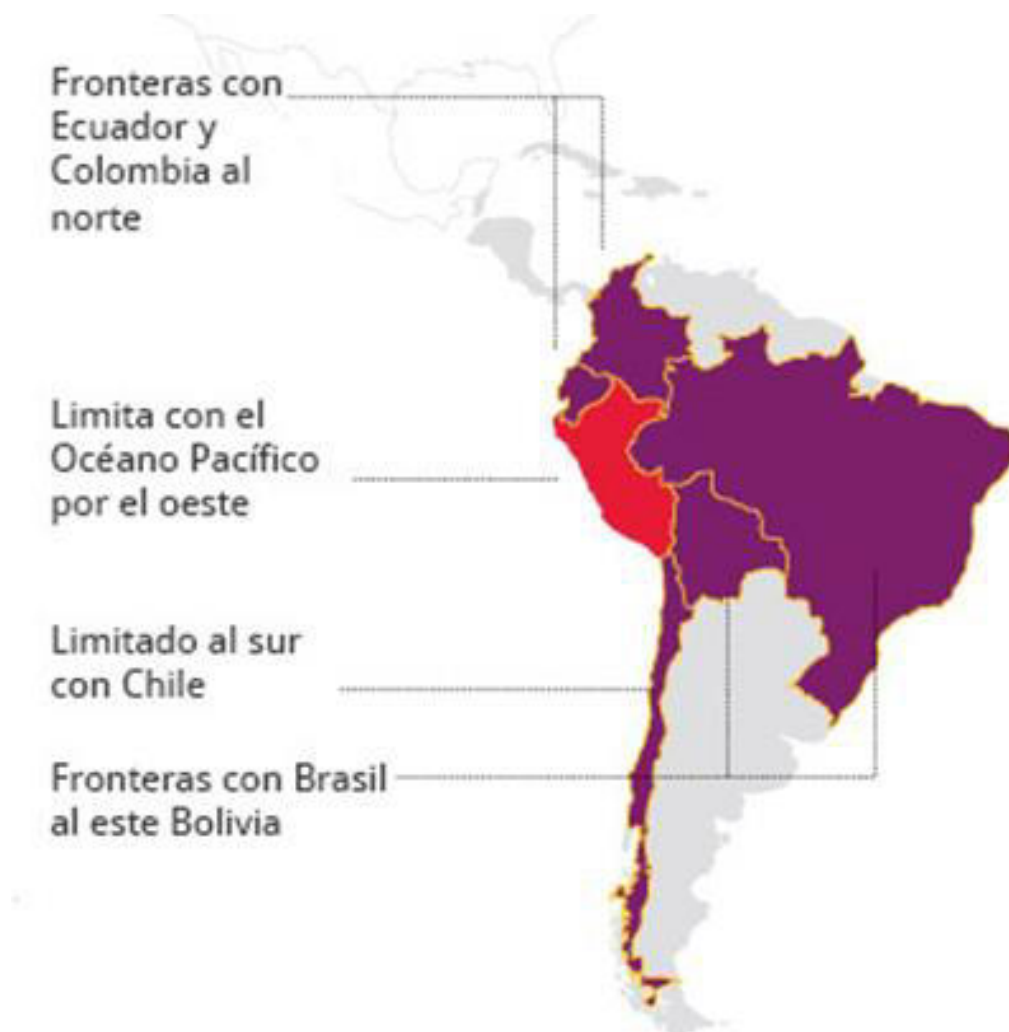 Fronteras con
Ecuador y
Colombia al
norte
Limita con el
Océano Pacífico
por el oeste
Limitado al sur
con Chile
Fronteras con Brasil
al este Bolivia